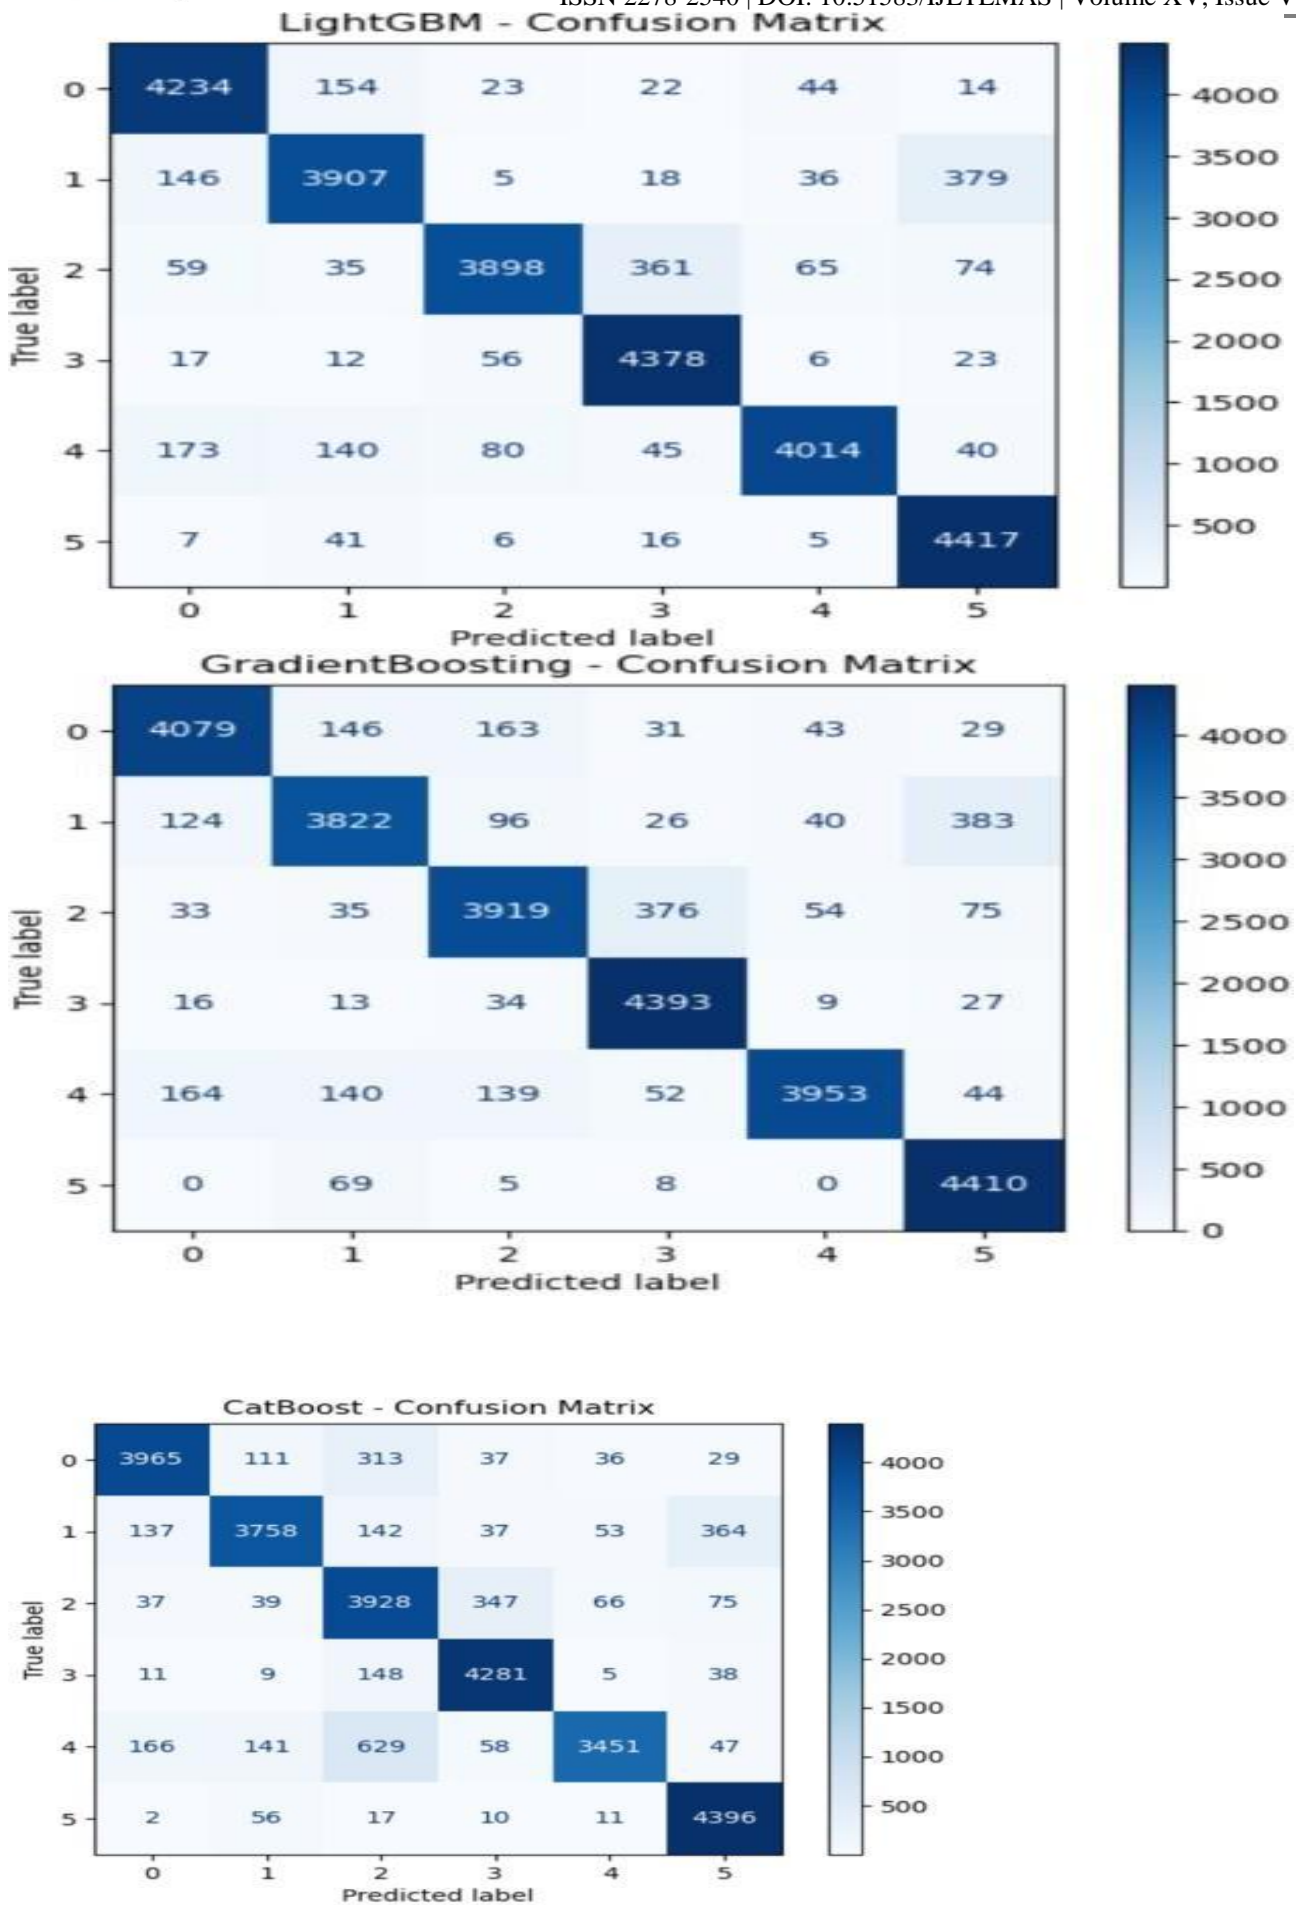 LightGBM - Confusion Matrix
0 4234 154 23 22 44 14
1 146 3907 5 18 36 379
2 59 35 3898 361 65 74
3 17 12 56 4378 6 23
4 173 140 80 45 4014 40
5 7 41 6 16 5 4417
0 1 2 3 4 5
True label
Predicted label
4000
3500
3000
2500
2000
1500
1000
500
GradientBoosting - Confusion Matrix
0 4079 146 163 31 43 29
1 124 3822 96 26 40 383
2 33 35 3919 376 54 75
3 16 13 34 4393 9 27
4 164 140 139 52 3953 44
5 0 69 5 8 0 4410
0 1 2 3 4 5
True label
Predicted label
4000
3500
3000
2500
2000
1500
1000
500
0
CatBoost - Confusion Matrix
0 3965 111 313 37 36 29
1 137 3758 142 37 53 364
2 37 39 3928 347 66 75
3 11 9 148 4281 5 38
4 166 141 629 58 3451 47
5 2 56 17 10 11 4396
0 1 2 3 4 5
True label
Predicted label
4000
3500
3000
2500
2000
1500
1000
500